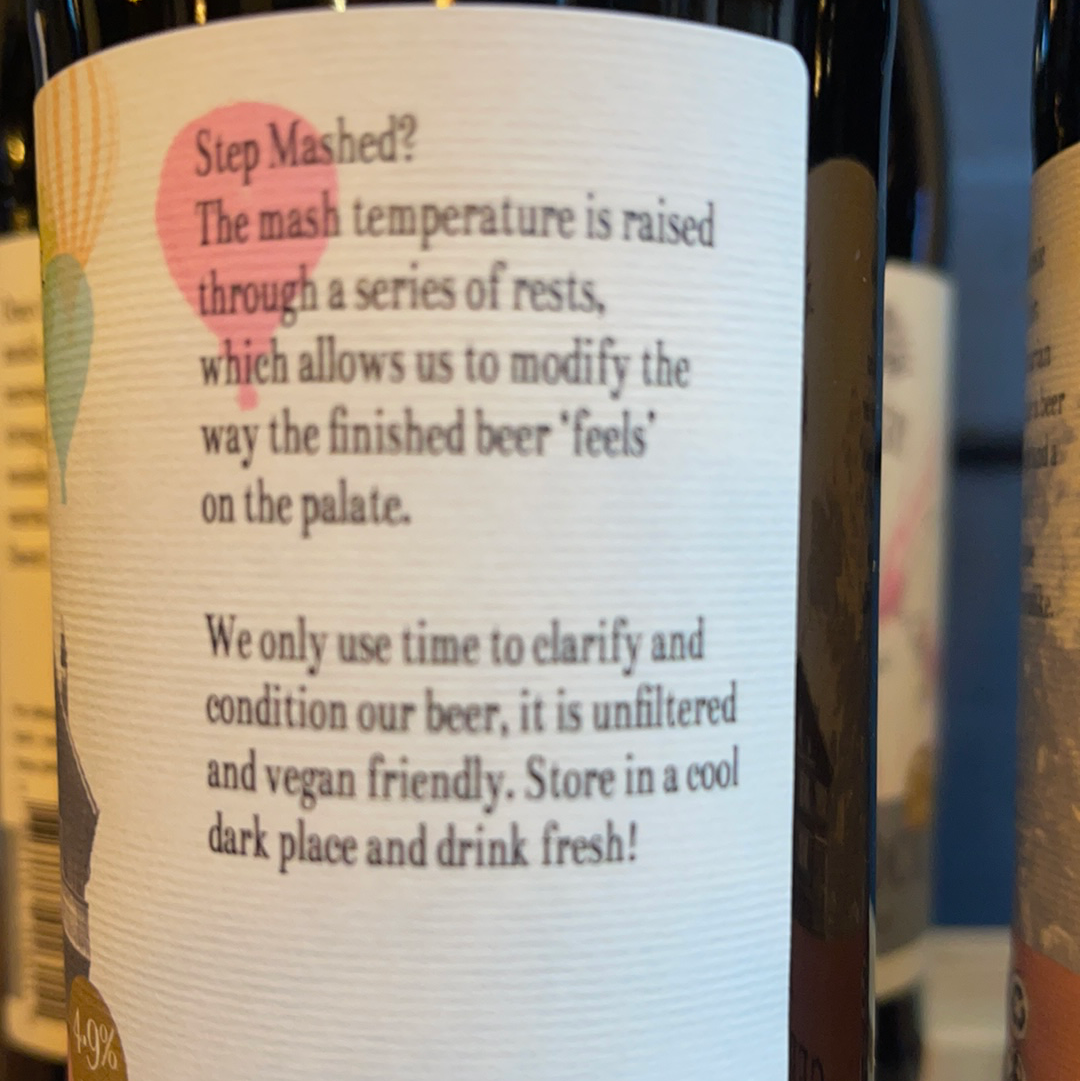 Step Mashed?
The mash temperature is raised
through a series of rests,
which allows us to modify the
way the finished beer 'feels'
on the palate.
We only use time to clarify and
condition our beer, it is unfiltered
and vegan friendly. Store in a cool
dark place and drink fresh!
4.9%
beer